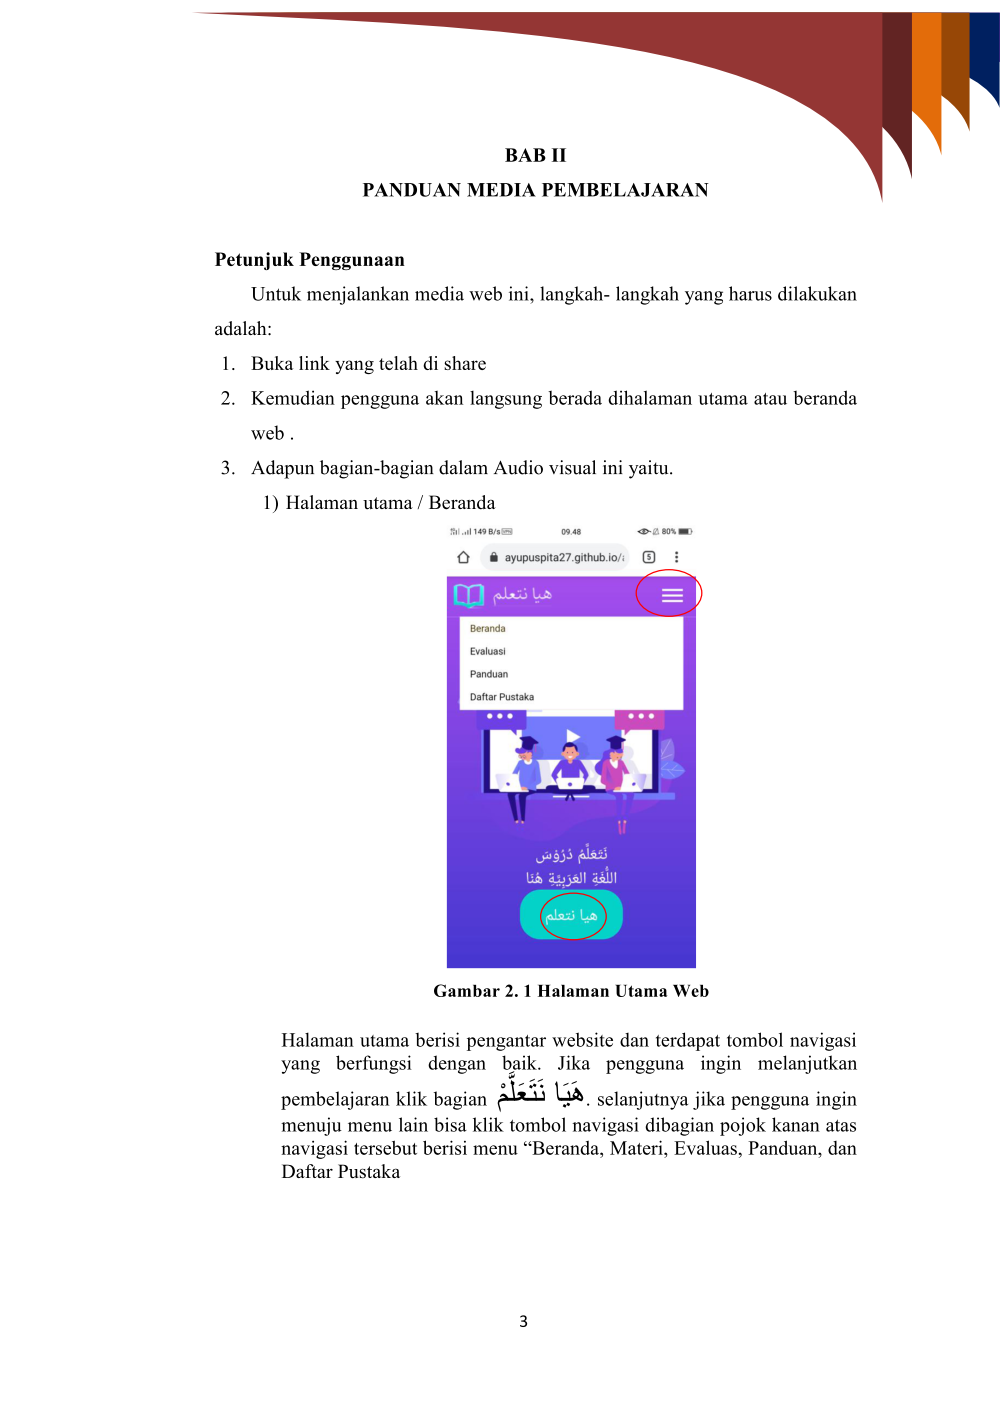 BAB II
PANDUAN MEDIA PEMBELAJARAN
Petunjuk Penggunaan
Untuk menjalankan media web ini, langkah- langkah yang harus dilakukan
adalah:
1. Buka link yang telah di share
2. Kemudian pengguna akan langsung berada dihalaman utama atau beranda
web .
3. Adapun bagian-bagian dalam Audio visual ini yaitu.
1) Halaman utama / Beranda
149 B/s 09.48 80%
ayupuspita27.github.io/a 5
هيا نتعلم
Beranda
Evaluasi
Panduan
Daftar Pustaka
نَتَعَلَّمُ دُرُوْسَ
اللُّغَةِ العَرَبِيَّةِ هُنَا
هيا نتعلم
Gambar 2. 1 Halaman Utama Web
Halaman utama berisi pengantar website dan terdapat tombol navigasi
yang berfungsi dengan baik. Jika pengguna ingin melanjutkan
pembelajaran klik bagian هَيَا نَتَعَلَّمْ. selanjutnya jika pengguna ingin
menuju menu lain bisa klik tombol navigasi dibagian pojok kanan atas
navigasi tersebut berisi menu “Beranda, Materi, Evaluas, Panduan, dan
Daftar Pustaka
3